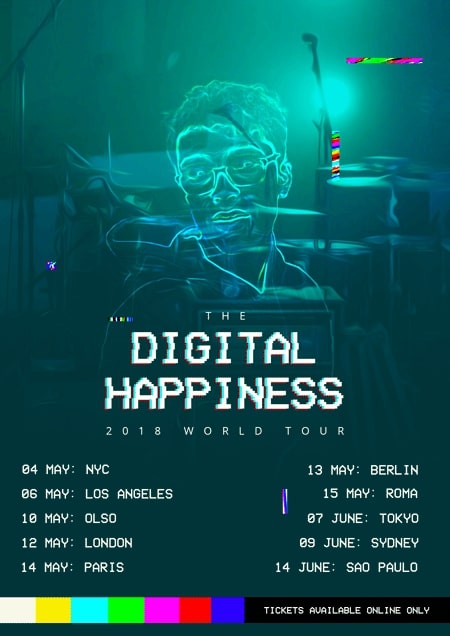 THE
DIGITAL
HAPPINESS
2018 WORLD TOUR
04 MAY: NYC
06 MAY: LOS ANGELES
10 MAY: OLSO
12 MAY: LONDON
14 MAY: PARIS
13 MAY: BERLIN
15 MAY: ROMA
07 JUNE: TOKYO
09 JUNE: SYDNEY
14 JUNE: SAO PAULO
TICKETS AVAILABLE ONLINE ONLY